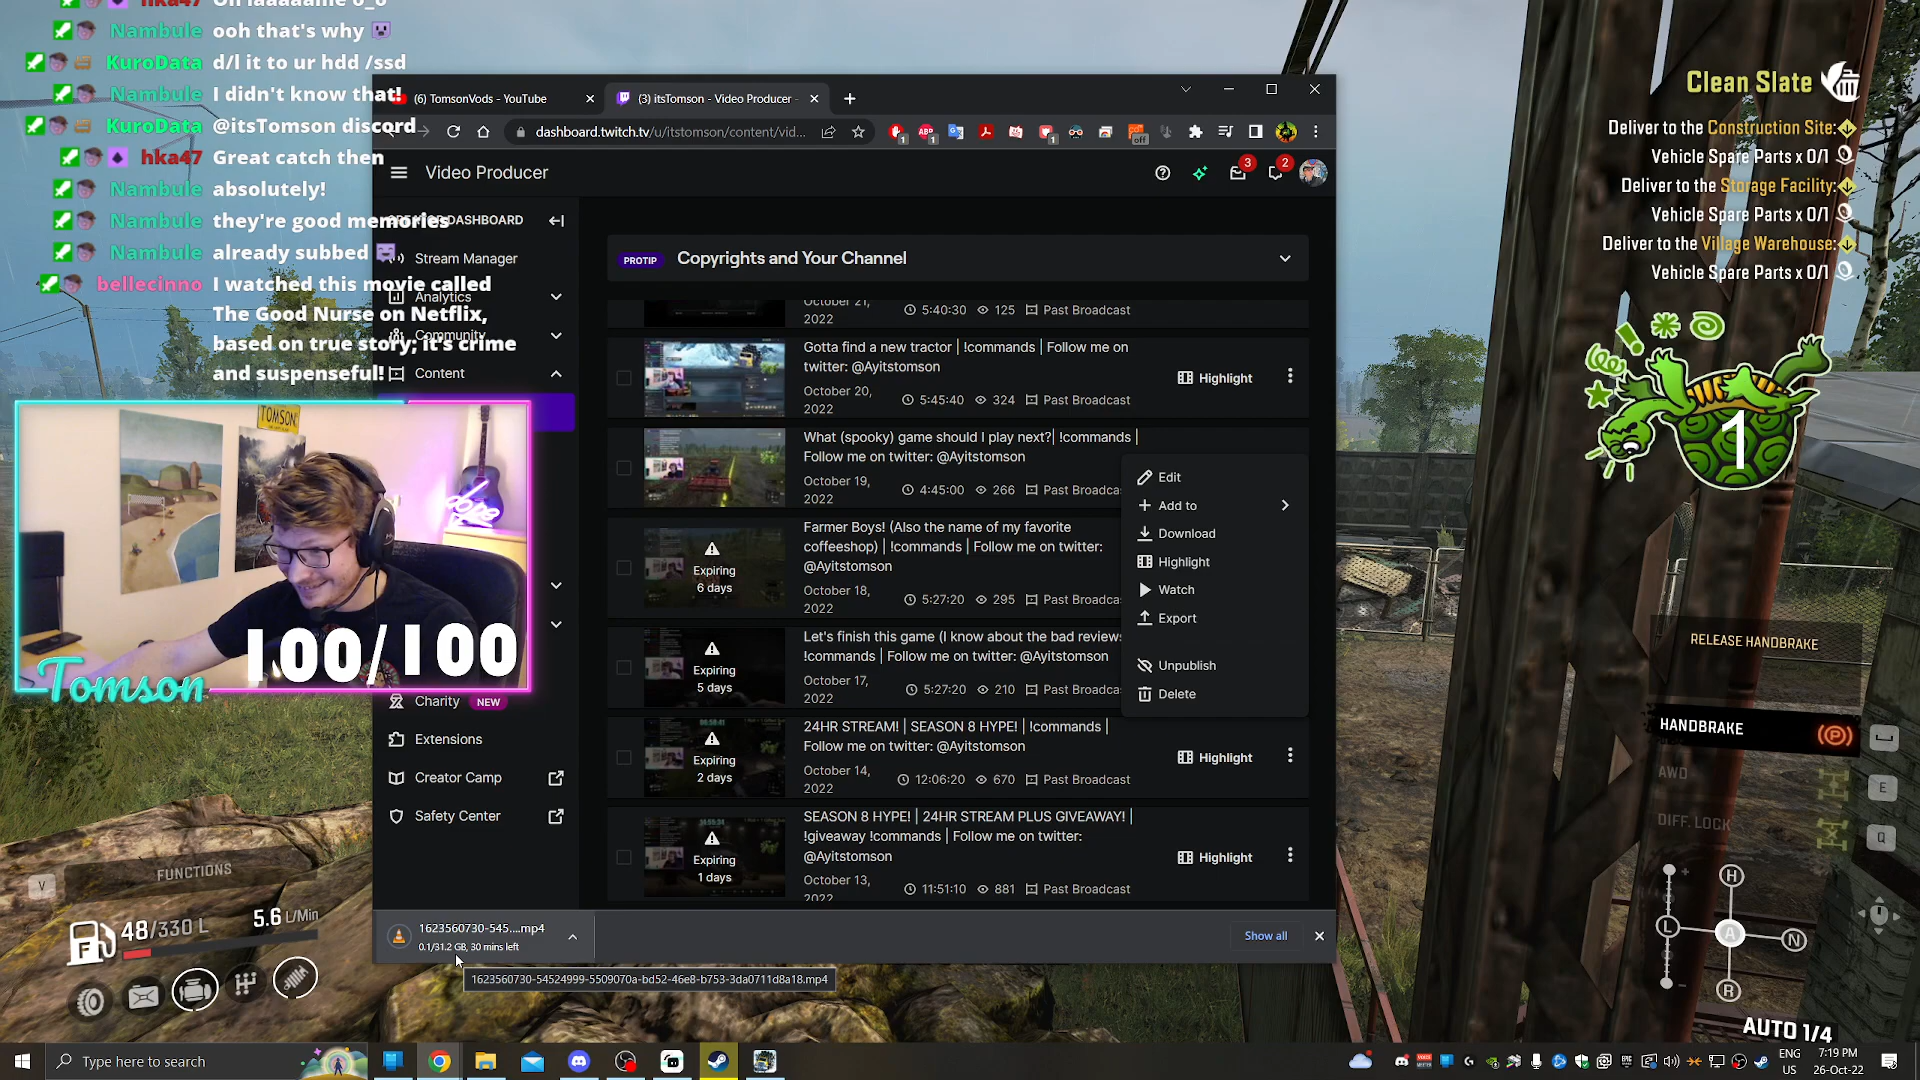 hka47
Nambule ooh that's why
KuroData d/l it to ur hdd /ssd
Nambule I didn't know that!
KuroData @itsTomson discord
hka47 Great catch then
Nambule absolutely!
Nambule they're good memories
Nambule already subbed
bellecinno I watched this movie called
The Good Nurse on Netflix,
based on true story; it's crime
and suspenseful!
TOMSON
Tomson
100/100
(6) TomsonVods - YouTube
(3) itsTomson - Video Producer -
dashboard.twitch.tv/u/itstomson/content/vid...
Video Producer
3
2
DASHBOARD
Stream Manager
Analytics
Community
Content
Charity NEW
Extensions
Creator Camp
Safety Center
PROTIP Copyrights and Your Channel
October 21,
2022
5:40:30 125 Past Broadcast
Gotta find a new tractor | !commands | Follow me on
twitter: @Ayitstomson
October 20,
2022
5:45:40 324 Past Broadcast
Highlight
What (spooky) game should I play next?| !commands |
Follow me on twitter: @Ayitstomson
October 19,
2022
4:45:00 266 Past Broadcas
Expiring
6 days
Farmer Boys! (Also the name of my favorite
coffeeshop) | !commands | Follow me on twitter:
@Ayitstomson
October 18,
2022
5:27:20 295 Past Broadca
Expiring
5 days
Let's finish this game (I know about the bad reviews
!commands | Follow me on twitter: @Ayitstomson
October 17,
2022
5:27:20 210 Past Broadca
Expiring
2 days
24HR STREAM! | SEASON 8 HYPE! | !commands |
Follow me on twitter: @Ayitstomson
October 14,
2022
12:06:20 670 Past Broadcast
Highlight
Expiring
1 days
SEASON 8 HYPE! | 24HR STREAM PLUS GIVEAWAY! |
!giveaway !commands | Follow me on twitter:
@Ayitstomson
October 13,
2022
11:51:10 881 Past Broadcast
Highlight
Edit
Add to
Download
Highlight
Watch
Export
Unpublish
Delete
1623560730-545....mp4
0.1/31.2 GB, 30 mins left
Show all
1623560730-54524999-5509070a-bd52-46e8-b753-3da0711d8a18.mp4
Clean Slate
Deliver to the Construction Site:
Vehicle Spare Parts x 0/1
Deliver to the Storage Facility:
Vehicle Spare Parts x 0/1
Deliver to the Village Warehouse:
Vehicle Spare Parts x 0/1
1
RELEASE HANDBRAKE
HANDBRAKE
AWD
E
DIFF. LOCK
Q
H
L
A
N
R
AUTO 1/4
V
FUNCTIONS
F
48/330 L
5.6 L/Min
Type here to search
ENG
US
7:19 PM
26-Oct-22